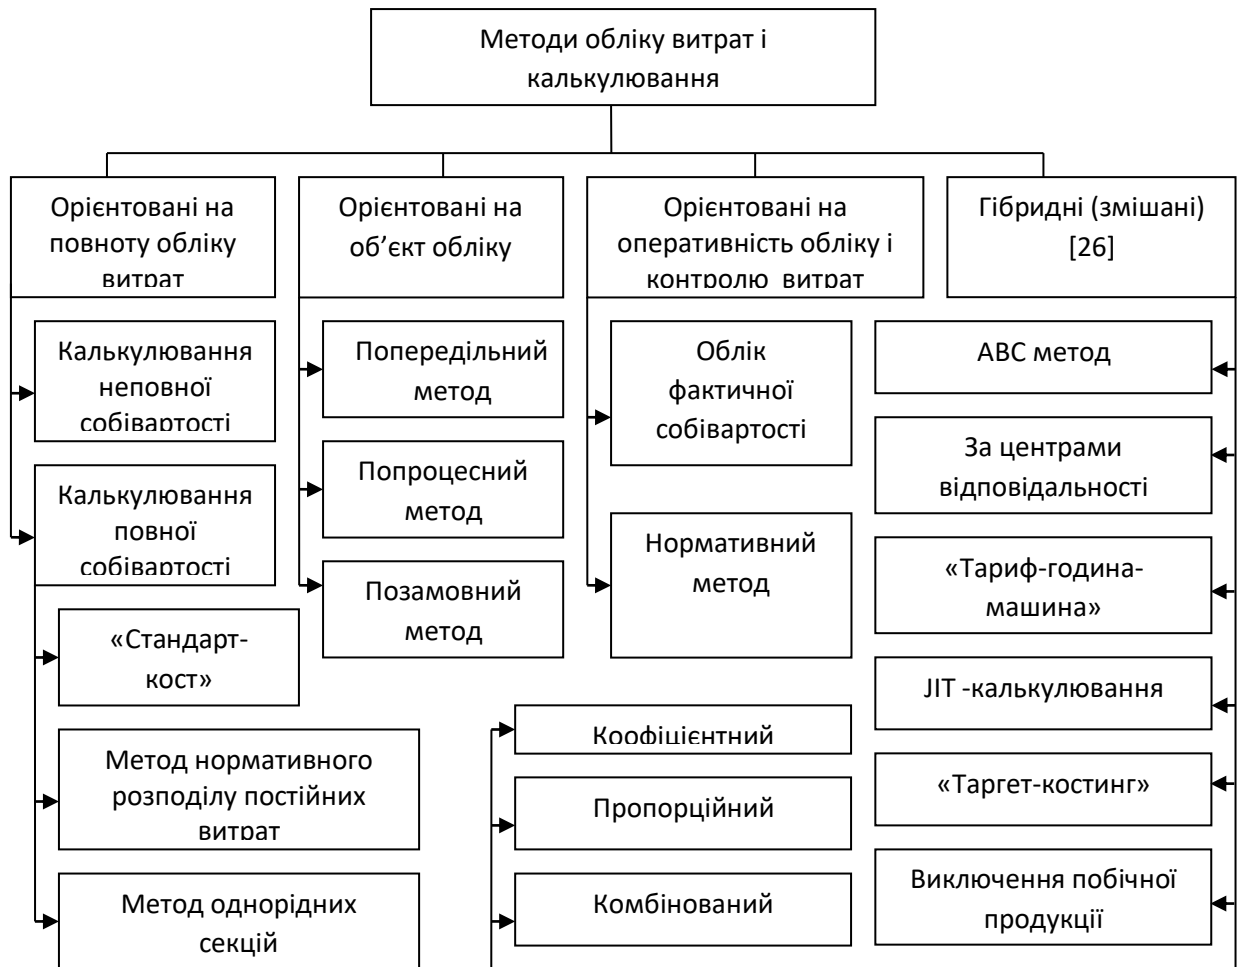 Методи обліку витрат і
калькулювання
Орієнтовані на
повноту обліку
витрат
Орієнтовані на
об’єкт обліку
Орієнтовані на
оперативність обліку і
контролю витрат
Гібридні (змішані)
[26]
Калькулювання
неповної
собівартості
Калькулювання
повної
собівартості
«Стандарт-
кост»
Метод нормативного
розподілу постійних
витрат
Метод однорідних
секцій
Попередільний
метод
Попроцесний
метод
Позамовний
метод
Облік
фактичної
собівартості
Нормативний
метод
Коофіцієнтний
Пропорційний
Комбінований
АВС метод
За центрами
відповідальності
«Тариф-година-
машина»
JIT -калькулювання
«Таргет-костинг»
Виключення побічної
продукції